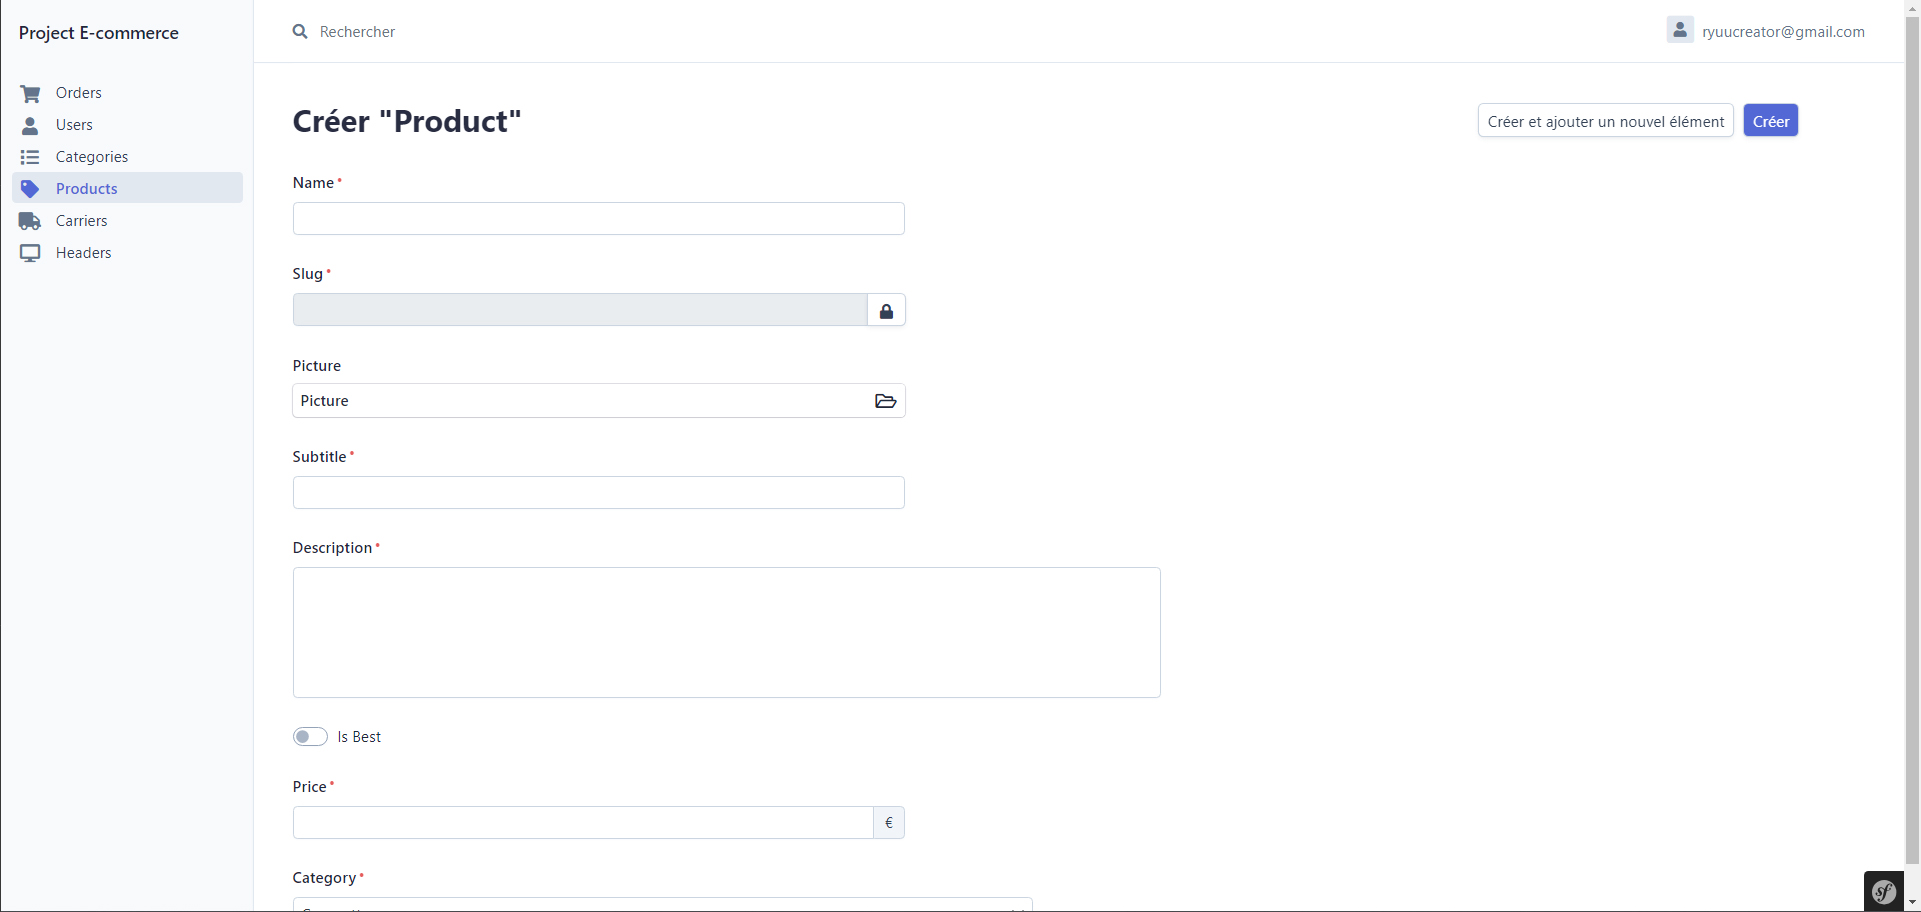 Project E-commerce
Rechercher
ryuucreator@gmail.com
Orders
Users
Categories
Products
Carriers
Headers
Créer "Product"
Créer et ajouter un nouvel élément
Créer
Name*
Slug*
Picture
Picture
Subtitle*
Description*
Is Best
Price*
€
Category*
sf